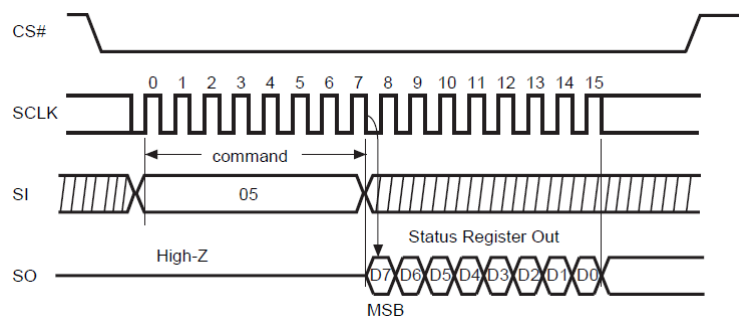 CS#
0 1 2 3 4 5 6 7 8 9 10 11 12 13 14 15
SCLK
command
SI
05
Status Register Out
High-Z
SO
D7 D6 D5 D4 D3 D2 D1 D0
MSB